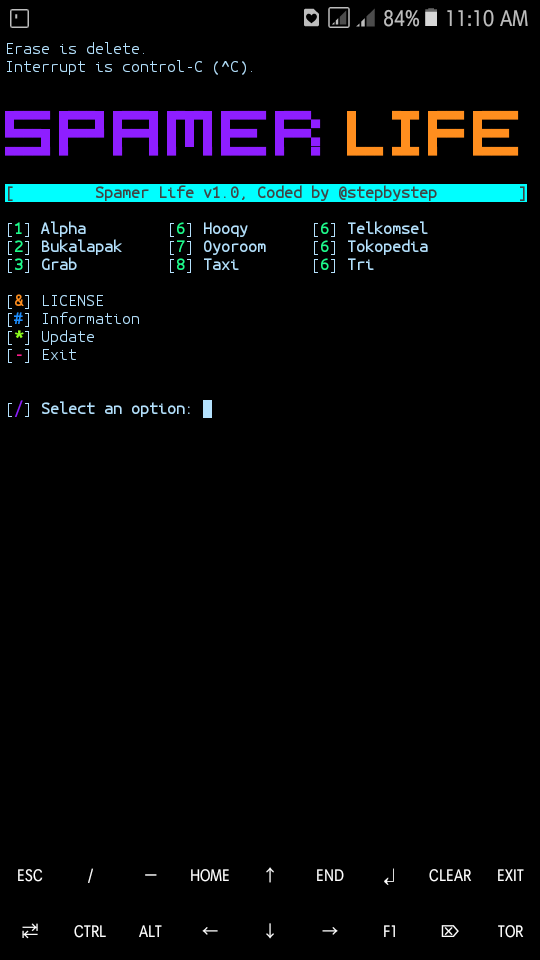 84% 11:10 AM
Erase is delete.
Interrupt is control-C (^C).
SPAMER LIFE
[ Spamer Life v1.0, Coded by @stepbystep ]
[1] Alpha [6] Hooqy [6] Telkomsel
[2] Bukalapak [7] Oyoroom [6] Tokopedia
[3] Grab [8] Taxi [6] Tri
[&] LICENSE
[#] Information
[*] Update
[-] Exit
[/] Select an option:
ESC / — HOME ↑ END ↲ CLEAR EXIT
⇄ CTRL ALT ← ↓ → F1 ⌦ TOR